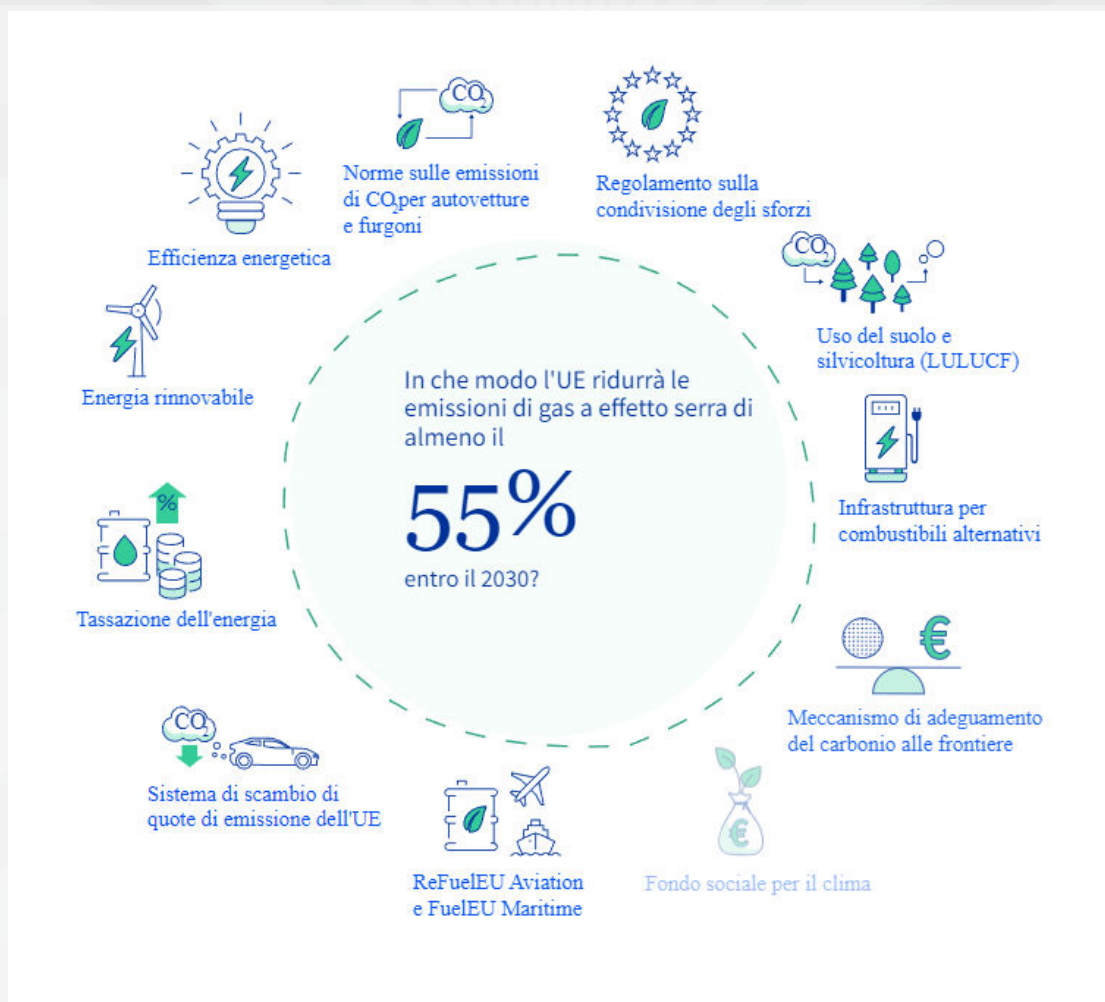 CO2
Norme sulle emissioni
di CO2per autovetture
e furgoni
Regolamento sulla
condivisione degli sforzi
Efficienza energetica
CO2
Uso del suolo e
silvicoltura (LULUCF)
Energia rinnovabile
In che modo l'UE ridurrà le
emissioni di gas a effetto serra di
almeno il
55%
entro il 2030?
Infrastruttura per
combustibili alternativi
%
Tassazione dell'energia
€
Meccanismo di adeguamento
del carbonio alle frontiere
CO2
Sistema di scambio di
quote di emissione dell'UE
ReFuelEU Aviation
e FuelEU Maritime
€
Fondo sociale per il clima